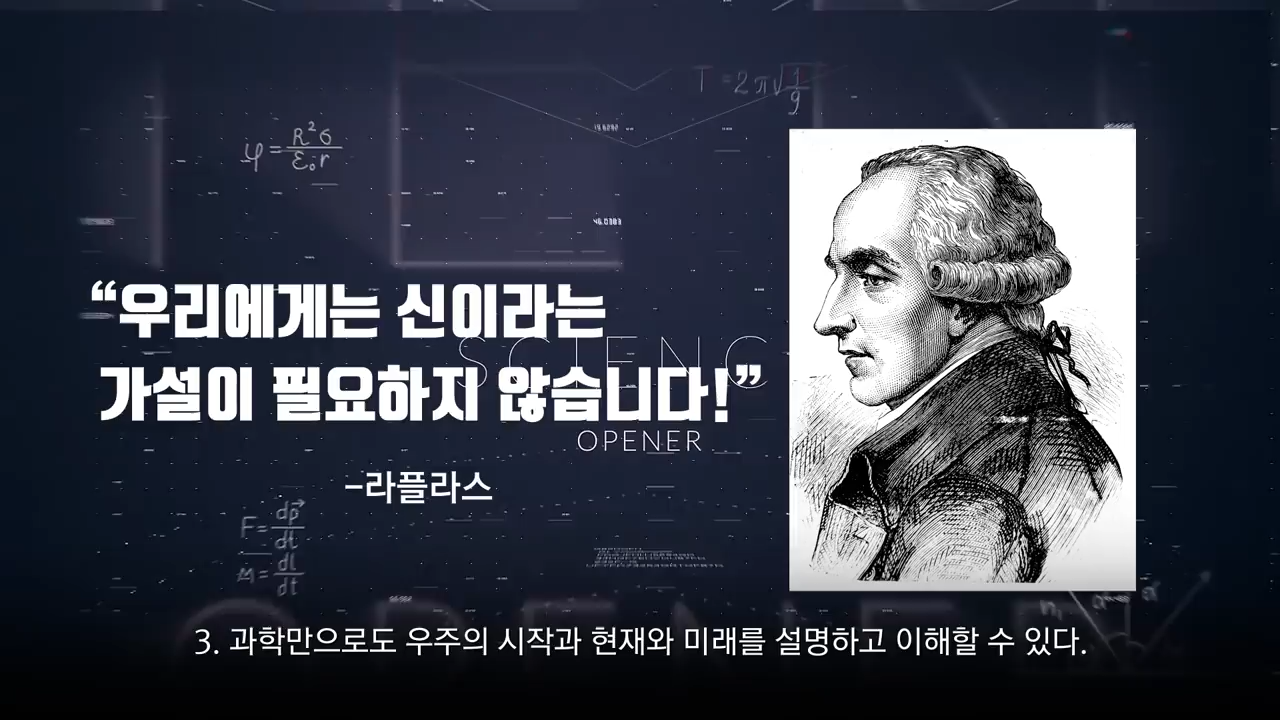 T = 2π√1/g
φ = R²б/ε₀r
“우리에게는 신이라는
SCIENC
가설이 필요하지 않습니다!”
OPENER
-라플라스
F = dp/dt
M = dl/dt
3. 과학만으로도 우주의 시작과 현재와 미래를 설명하고 이해할 수 있다.